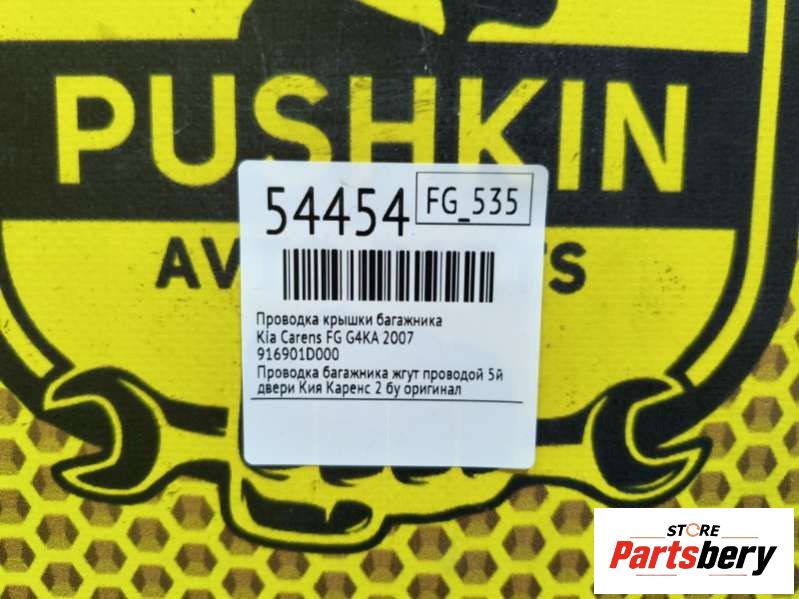 PUSHKIN
54454
FG_535
Проводка крышки багажника
Kia Carens FG G4KA 2007
916901D000
Проводка багажника жгут проводой 5й
двери Кия Каренс 2 бу оригинал
STORE
Partsbery